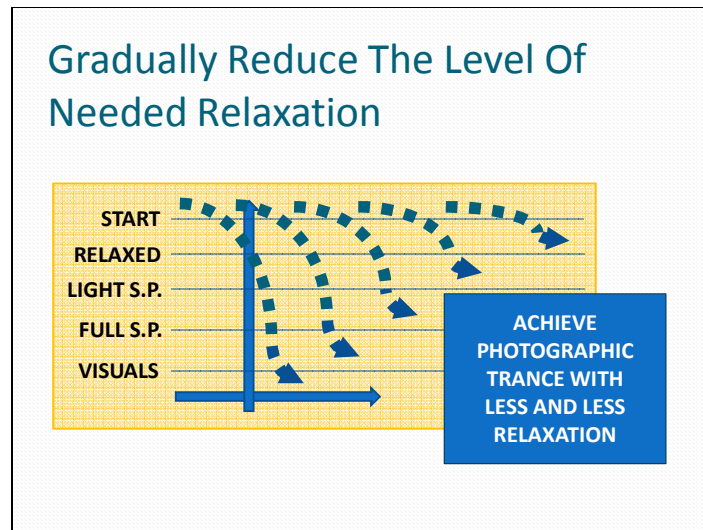 Gradually Reduce The Level Of
Needed Relaxation
START
RELAXED
LIGHT S.P.
FULL S.P.
VISUALS
ACHIEVE
PHOTOGRAPHIC
TRANCE WITH
LESS AND LESS
RELAXATION